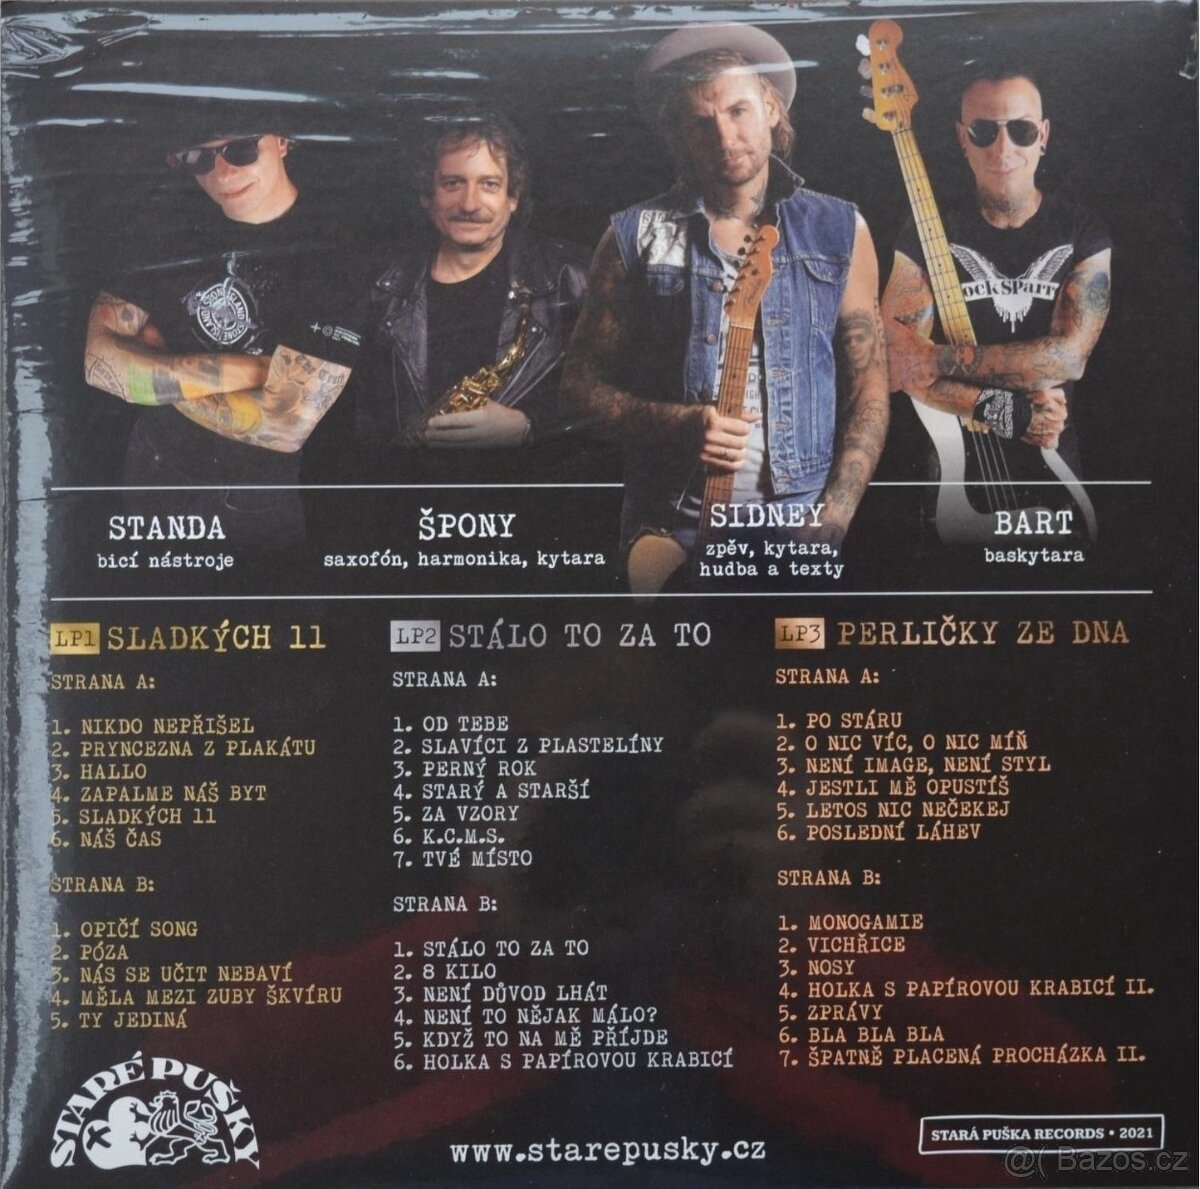 STONE ISLAND
ROCK SPARR
STANDA
bicí nástroje
ŠPONY
saxofón, harmonika, kytara
SIDNEY
zpěv, kytara,
hudba a texty
BART
baskytara
LP1 SLADKÝCH 11
STRANA A:
1. NIKDO NEPŘIŠEL
2. PRYNCEZNA Z PLAKÁTU
3. HALLO
4. ZAPALME NÁŠ BYT
5. SLADKÝCH 11
6. NÁŠ ČAS
STRANA B:
1. OPIČÍ SONG
2. PÓZA
3. NÁS SE UČIT NEBAVÍ
4. MĚLA MEZI ZUBY ŠKVÍRU
5. TY JEDINÁ
LP2 STÁLO TO ZA TO
STRANA A:
1. OD TEBE
2. SLAVÍCI Z PLASTELÍNY
3. PERNÝ ROK
4. STARÝ A STARŠÍ
5. ZA VZORY
6. K.C.M.S.
7. TVÉ MÍSTO
STRANA B:
1. STÁLO TO ZA TO
2. 8 KILO
3. NENÍ DŮVOD LHÁT
4. NENÍ TO NĚJAK MÁLO?
5. KDYŽ TO NA MĚ PŘÍJDE
6. HOLKA S PAPÍROVOU KRABICÍ
LP3 PERLIČKY ZE DNA
STRANA A:
1. PO STÁRU
2. O NIC VÍC, O NIC MÍŇ
3. NENÍ IMAGE, NENÍ STYL
4. JESTLI MĚ OPUSTÍŠ
5. LETOS NIC NEČEKEJ
6. POSLEDNÍ LÁHEV
STRANA B:
1. MONOGAMIE
2. VICHŘICE
3. NOSY
4. HOLKA S PAPÍROVOU KRABICÍ II.
5. ZPRÁVY
6. BLA BLA BLA
7. ŠPATNĚ PLACENÁ PROCHÁZKA II.
STARÉ PUŠKY
www.starepusky.cz
STARÁ PUŠKA RECORDS • 2021
@( Bazos.cz